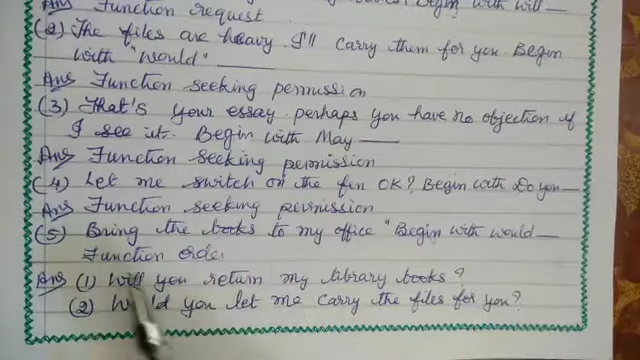 Ans Function request
(2) The files are heavy. I'll carry them for you. Begin
with "would"
Ans Function seeking permission
(3) That's your essay. perhaps you have no objection if
I see it. Begin with May
Ans Function seeking permission
(4) Let me switch on the fan OK? Begin with Do you
Ans Function seeking permission
(5) Bring the books to my office "Begin with would
Function order
Ans (1) Will you return my library books?
(2) Would you let me carry the files for you?